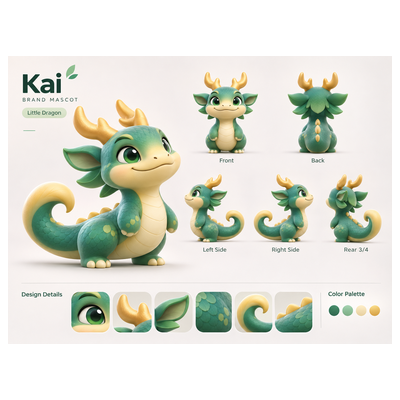 Kai
BRAND MASCOT
Little Dragon
Front
Back
Left Side
Right Side
Rear 3/4
Design Details
Color Palette